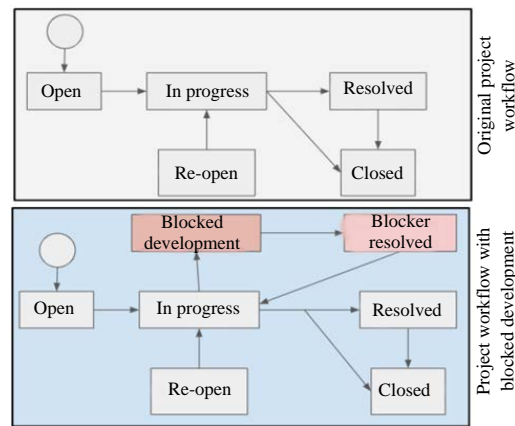 Open
In progress
Resolved
Re-open
Closed
Original project
workflow
Blocked
development
Blocker
resolved
Open
In progress
Resolved
Re-open
Closed
Project workflow with
blocked development